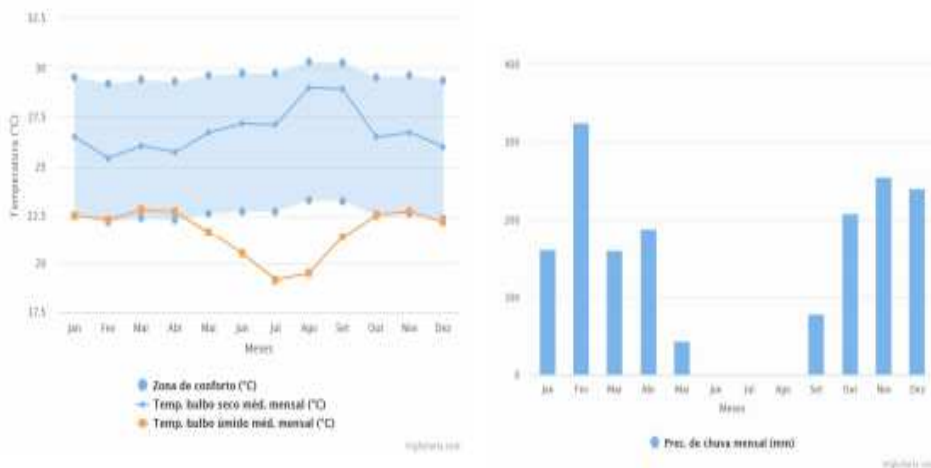 32.5
30
27.5
25
22.5
20
17.5
Temperatura (°C)
Jan Fev Mar Abr Mai Jun Jul Ago Set Out Nov Dez
Meses
Zona de conforto (°C)
Temp. bulbo seco méd. mensal (°C)
Temp. bulbo úmido méd. mensal (°C)
400
300
200
100
0
Jan Fev Mar Abr Mai Jun Jul Ago Set Out Nov Dez
Meses
Prec. de chuva mensal (mm)